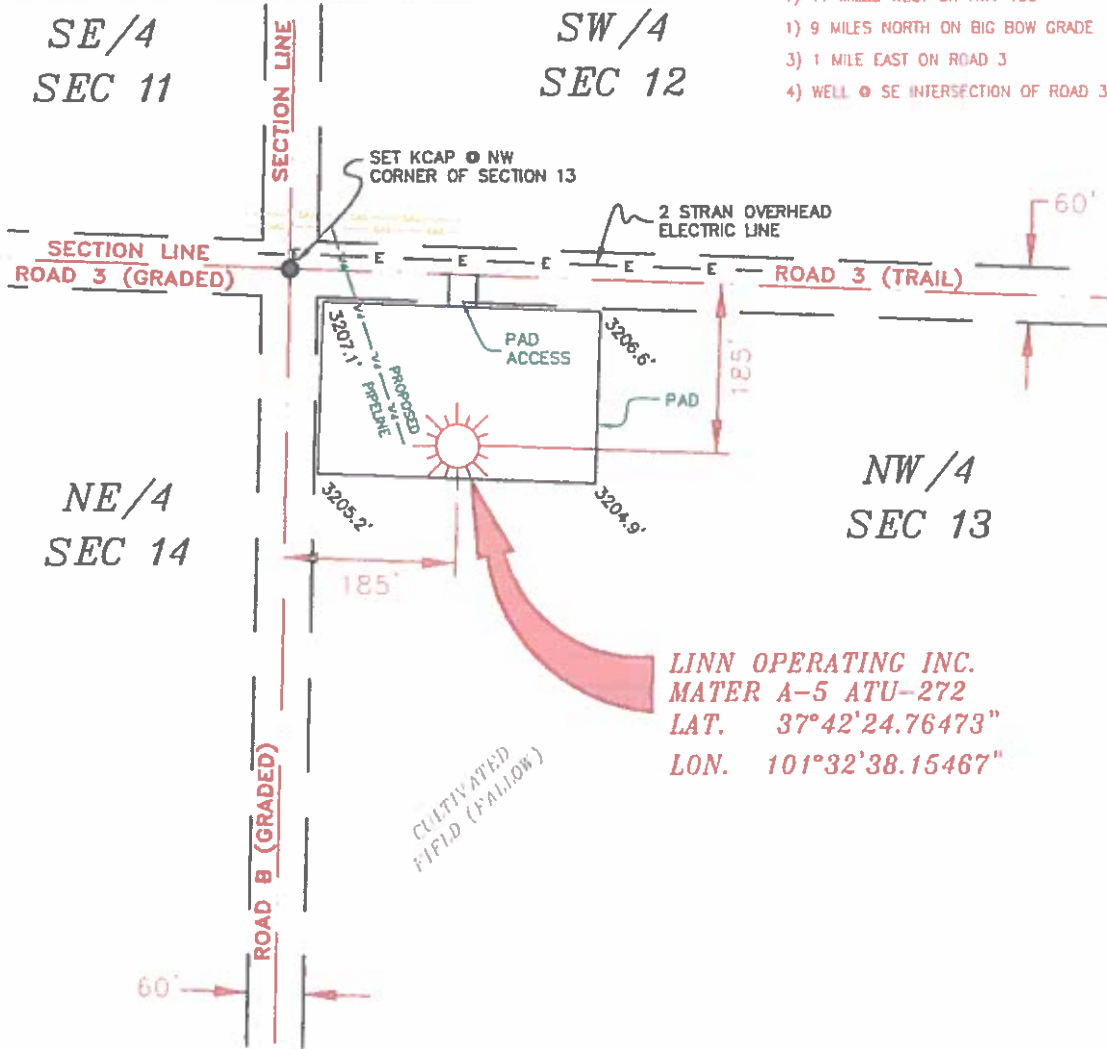 SE/4
SEC 11
SECTION LINE
SW/4
SEC 12
1) 9 MILES NORTH ON BIG BOW GRADE
3) 1 MILE EAST ON ROAD 3
4) WELL @ SE INTERSECTION OF ROAD 3
SET KCAP @ NW
CORNER OF SECTION 13
2 STRAN OVERHEAD
ELECTRIC LINE
60'
SECTION LINE
ROAD 3 (GRADED)
E E E E E E
ROAD 3 (TRAIL)
3207.1'
PAD
ACCESS
3206.6'
185'
PROPOSED
PIPELINE
PAD
NE/4
SEC 14
3205.2'
3204.9'
NW/4
SEC 13
185'
LINN OPERATING INC.
MATER A-5 ATU-272
LAT. 37°42'24.76473"
LON. 101°32'38.15467"
CULTIVATED
FIELD (FALLOW)
ROAD B (GRADED)
60'